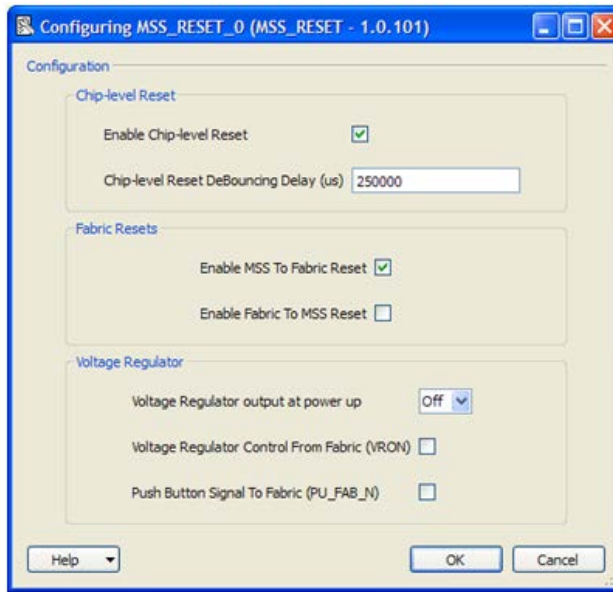 Configuring MSS_RESET_0 (MSS_RESET - 1.0.101)
Configuration
Chip-level Reset
Enable Chip-level Reset
Chip-level Reset DeBouncing Delay (us) 250000
Fabric Resets
Enable MSS To Fabric Reset
Enable Fabric To MSS Reset
Voltage Regulator
Voltage Regulator output at power up Off
Voltage Regulator Control From Fabric (VRON)
Push Button Signal To Fabric (PU_FAB_N)
Help OK Cancel